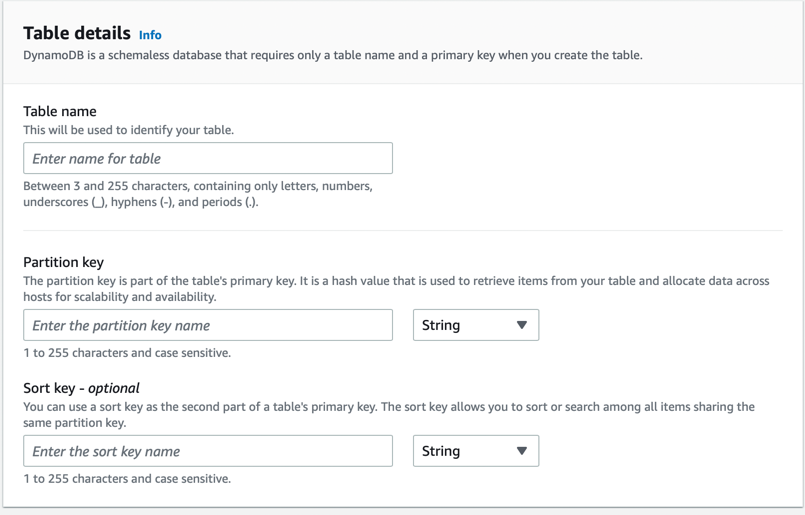 Table details Info
DynamoDB is a schemaless database that requires only a table name and a primary key when you create the table.
Table name
This will be used to identify your table.
Enter name for table
Between 3 and 255 characters, containing only letters, numbers,
underscores (_), hyphens (-), and periods (.).
Partition key
The partition key is part of the table's primary key. It is a hash value that is used to retrieve items from your table and allocate data across
hosts for scalability and availability.
Enter the partition key name String
1 to 255 characters and case sensitive.
Sort key - optional
You can use a sort key as the second part of a table's primary key. The sort key allows you to sort or search among all items sharing the
same partition key.
Enter the sort key name String
1 to 255 characters and case sensitive.